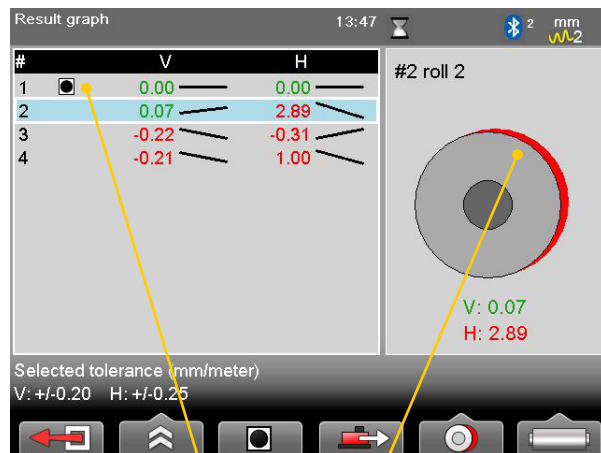 Result graph 13:47 2 mm
2
# V H
1 0.00 0.00
2 0.07 2.89
3 -0.22 -0.31
4 -0.21 1.00
#2 roll 2
V: 0.07
H: 2.89
Selected tolerance (mm/meter)
V: +/-0.20 H: +/-0.25